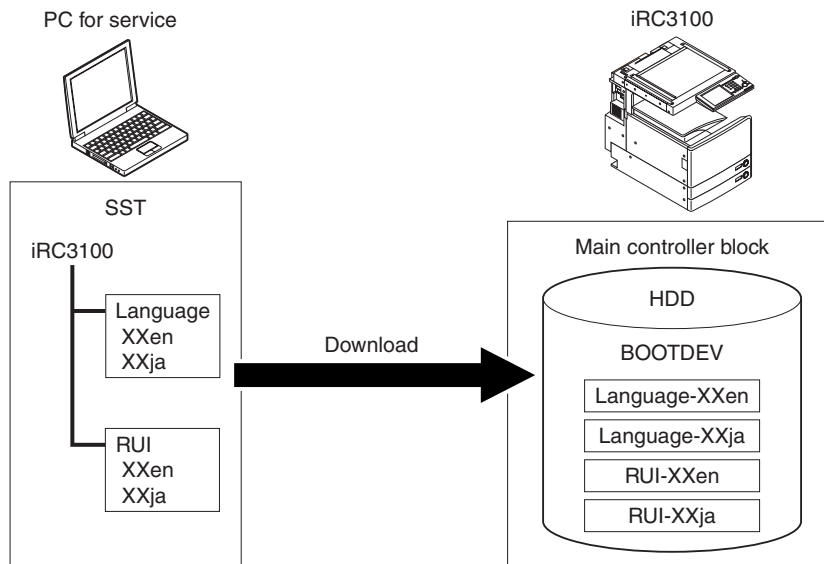 PC for service
iRC3100
SST
iRC3100
Language
XXen
XXja
RUI
XXen
XXja
Download
Main controller block
HDD
BOOTDEV
Language-XXen
Language-XXja
RUI-XXen
RUI-XXja